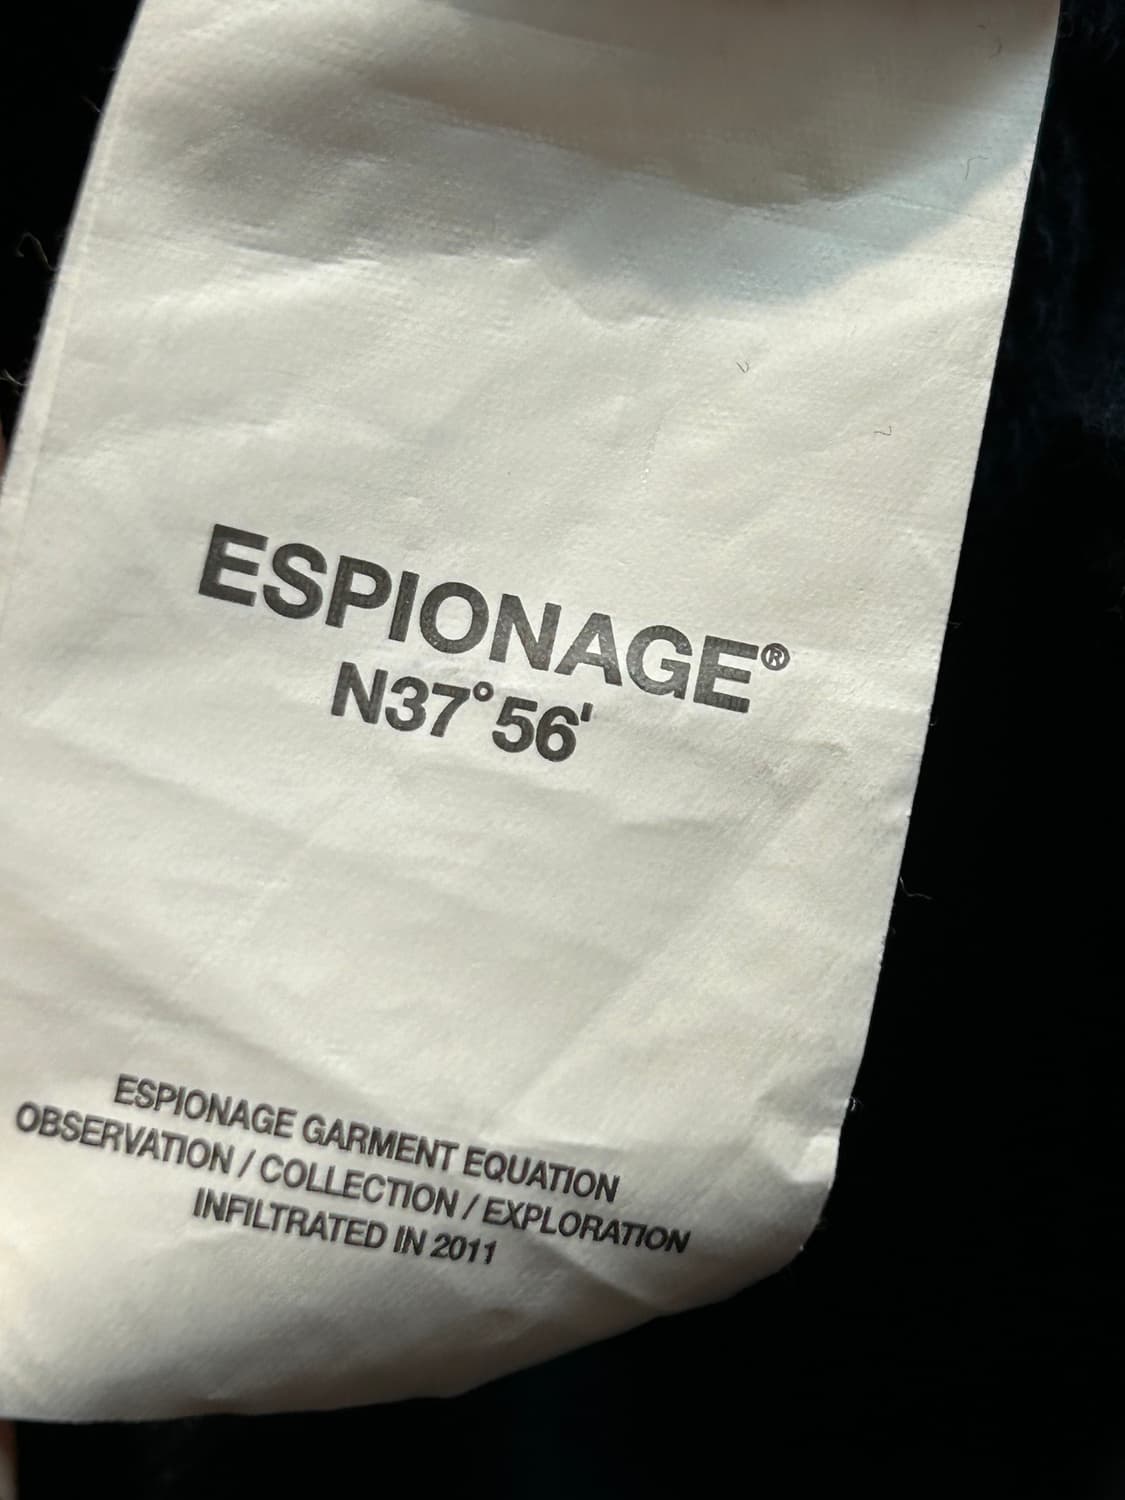 ESPIONAGE®
N37°56'
ESPIONAGE GARMENT EQUATION
OBSERVATION / COLLECTION / EXPLORATION
INFILTRATED IN 2011